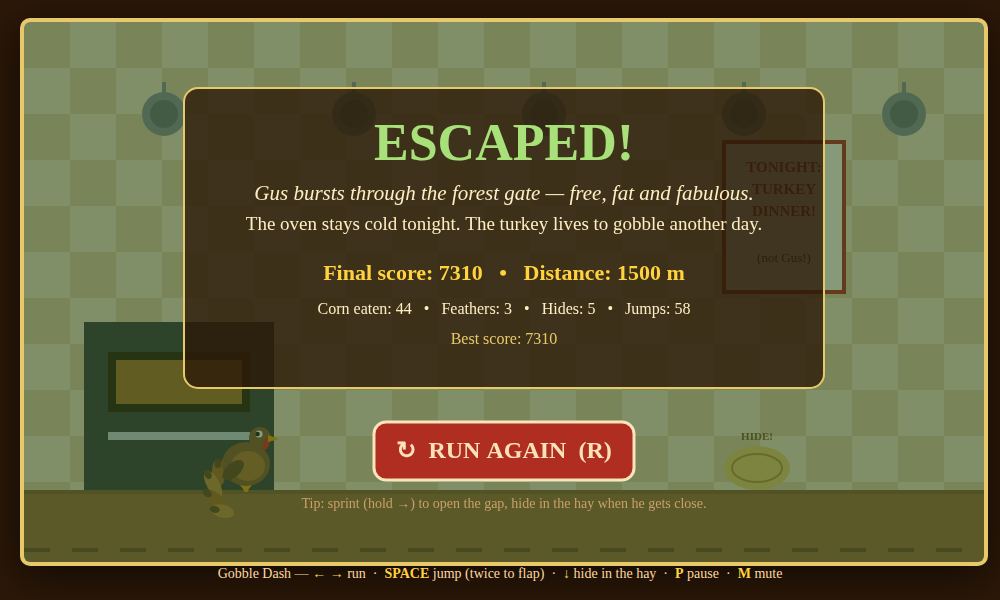 ESCAPED!
Gus bursts through the forest gate — free, fat and fabulous.
The oven stays cold tonight. The turkey lives to gobble another day.
Final score: 7310 • Distance: 1500 m
Corn eaten: 44 • Feathers: 3 • Hides: 5 • Jumps: 58
Best score: 7310
TONIGHT:
TURKEY
DINNER!
(not Gus!)
HIDE!
↻ RUN AGAIN (R)
Tip: sprint (hold →) to open the gap, hide in the hay when he gets close.
Gobble Dash — ← → run · SPACE jump (twice to flap) · ↓ hide in the hay · P pause · M mute